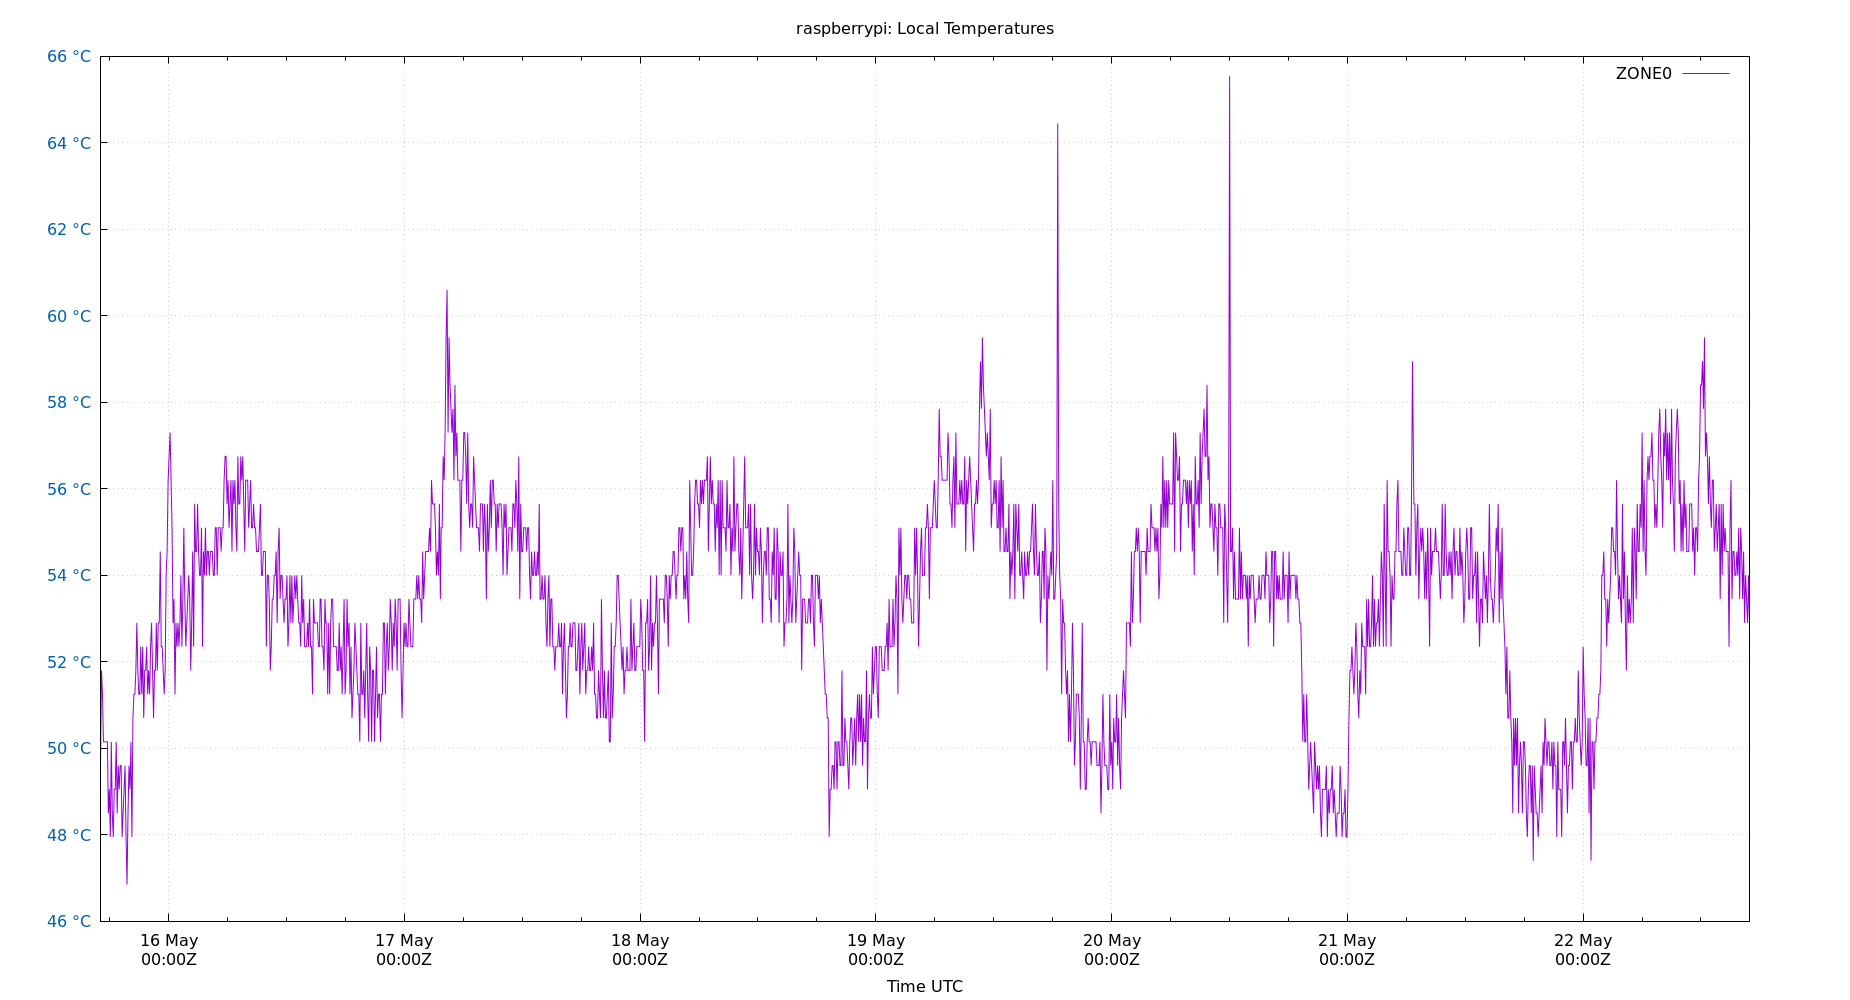 raspberrypi: Local Temperatures
66 °C
ZONE0
64 °C
62 °C
60 °C
58 °C
56 °C
54 °C
52 °C
50 °C
48 °C
46 °C
16 May 17 May 18 May 19 May 20 May 21 May 22 May
00:00Z 00:00Z 00:00Z 00:00Z 00:00Z 00:00Z 00:00Z
Time UTC